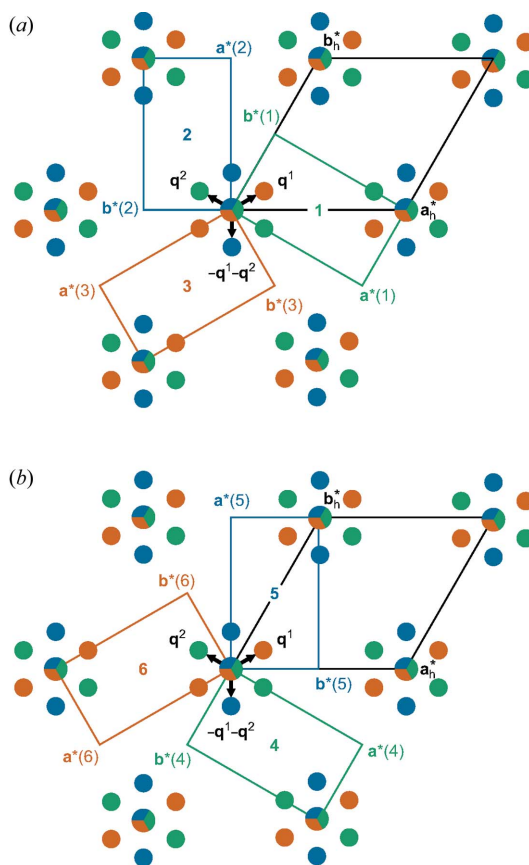 (a)
b*h
a*(2)
b*(1)
2
q² q¹
b*(2)
1
a*h
–q¹–q²
a*(3)
3
b*(3)
a*(1)
(b)
a*(5)
b*h
b*(6)
5
q² q¹
6
b*(5)
a*h
–q¹–q²
a*(6)
b*(4)
4
a*(4)